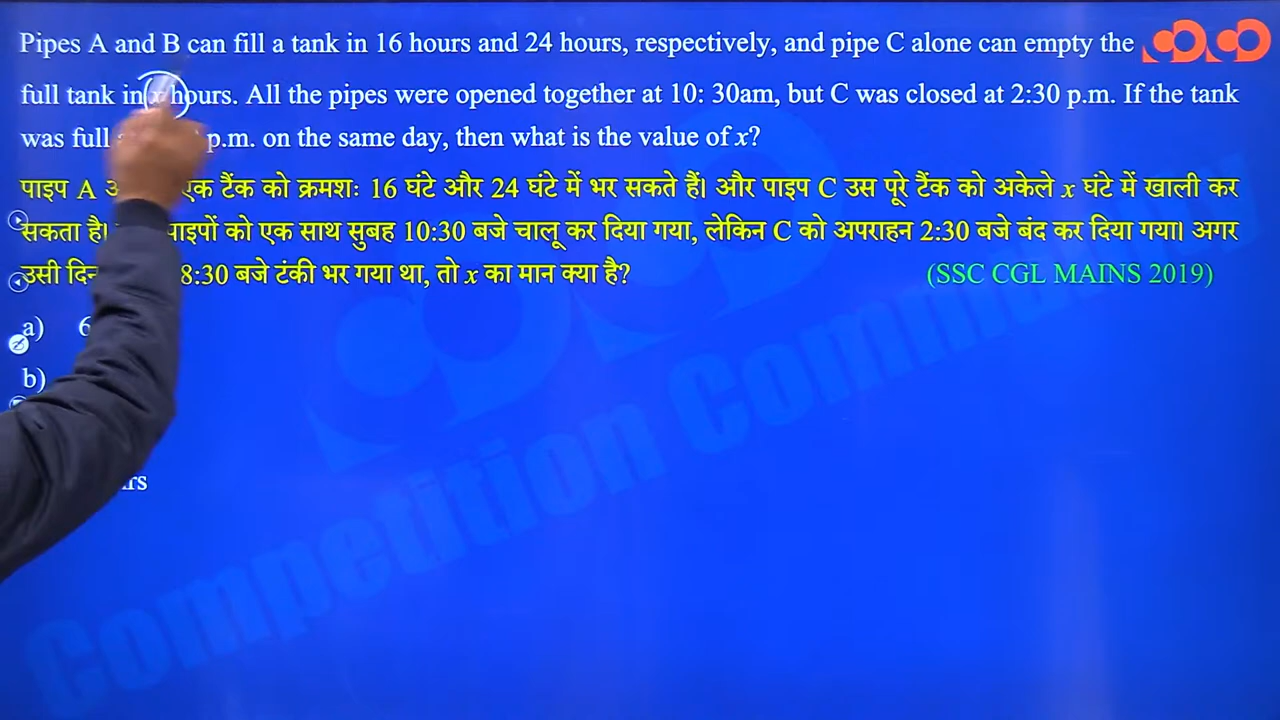 Pipes A and B can fill a tank in 16 hours and 24 hours, respectively, and pipe C alone can empty the
full tank in x hours. All the pipes were opened together at 10: 30am, but C was closed at 2:30 p.m. If the tank
was full p.m. on the same day, then what is the value of x?
पाइप A एक टैंक को क्रमशः 16 घंटे और 24 घंटे में भर सकते हैं। और पाइप C उस पूरे टैंक को अकेले x घंटे में खाली कर
सकता है। पाइपों को एक साथ सुबह 10:30 बजे चालू कर दिया गया, लेकिन C को अपराहन 2:30 बजे बंद कर दिया गया। अगर
उसी दिन 8:30 बजे टंकी भर गया था, तो x का मान क्या है?
(SSC CGL MAINS 2019)
a)
b)
Competition Community